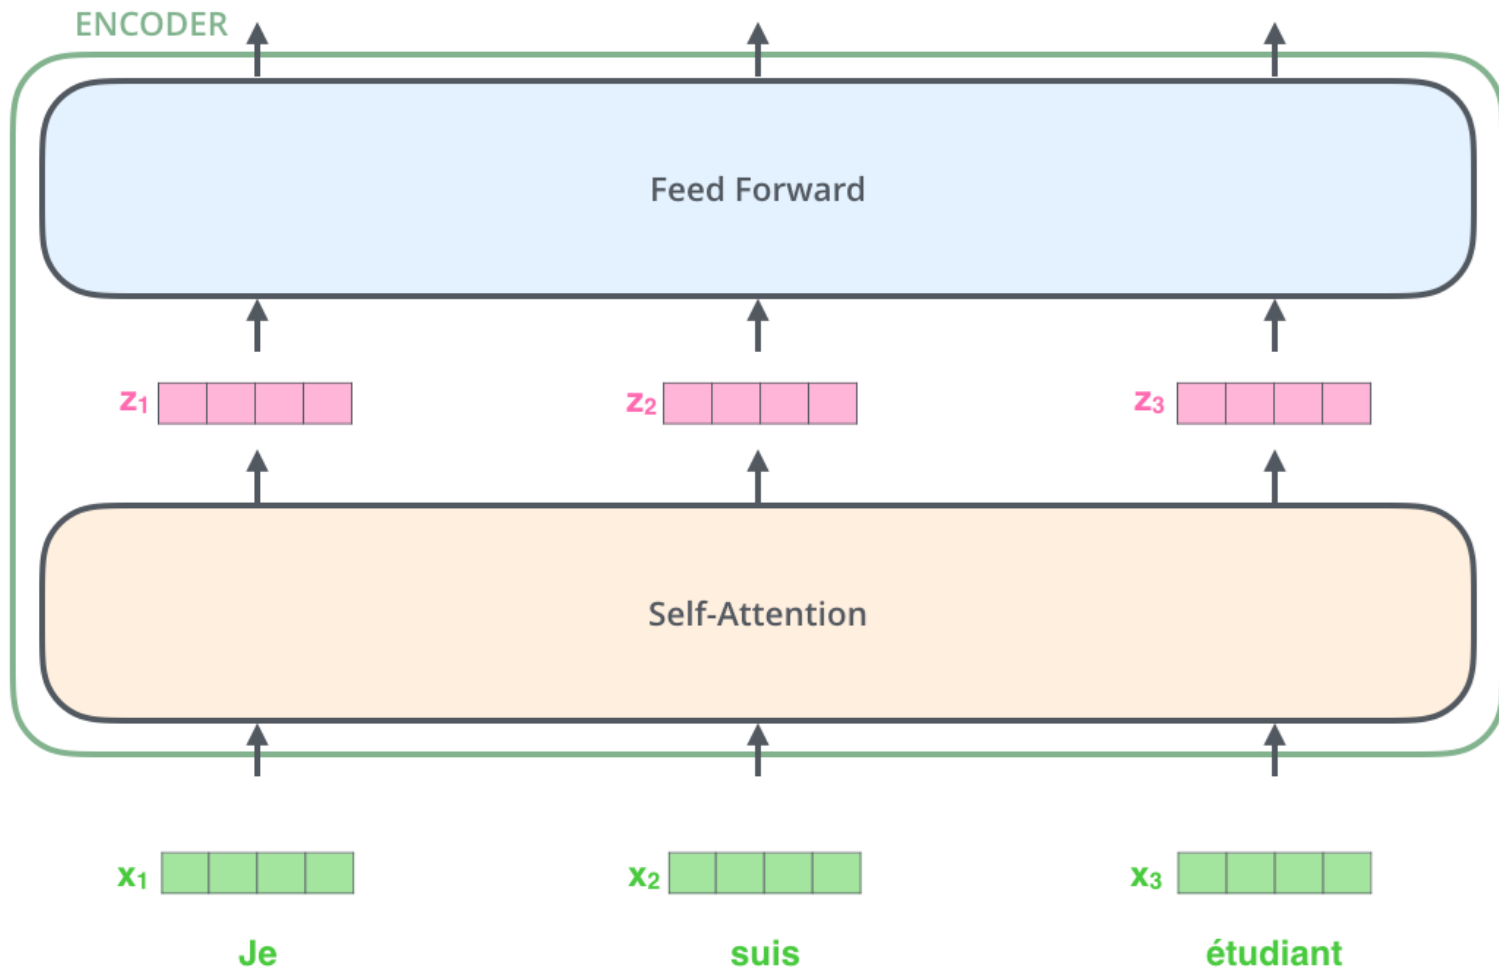 ENCODER
Feed Forward
z₁ z₂ z₃
Self-Attention
x₁ x₂ x₃
Je suis étudiant